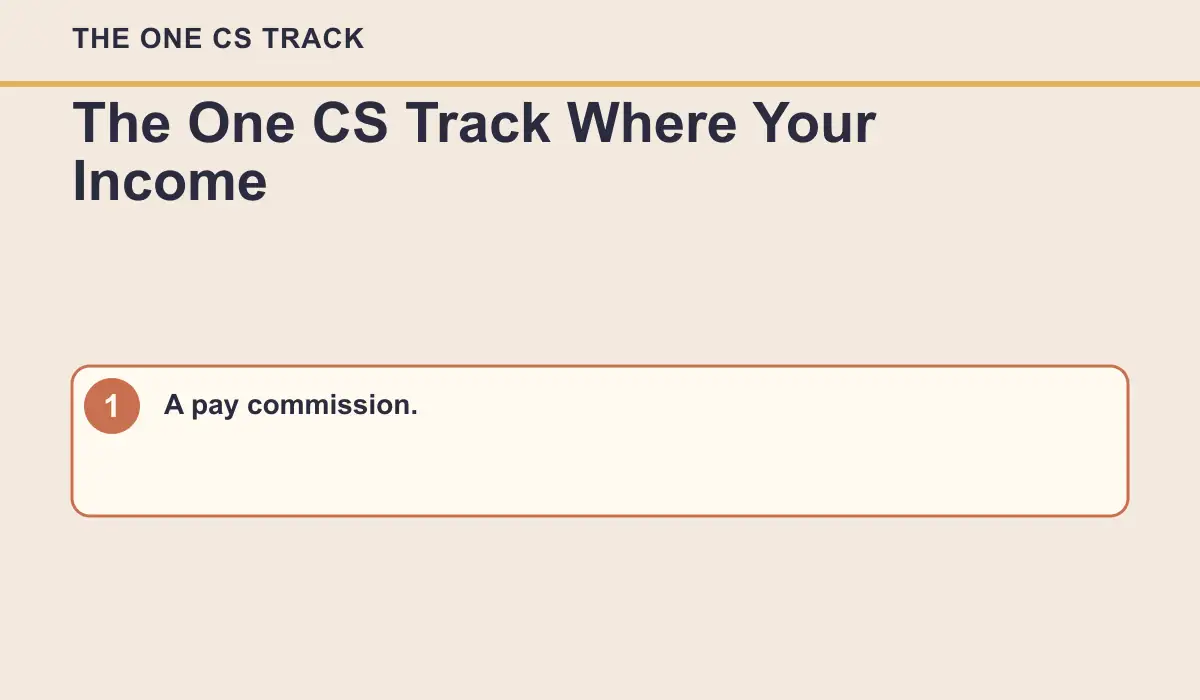 THE ONE CS TRACK
The One CS Track Where Your
Income
1 A pay commission.